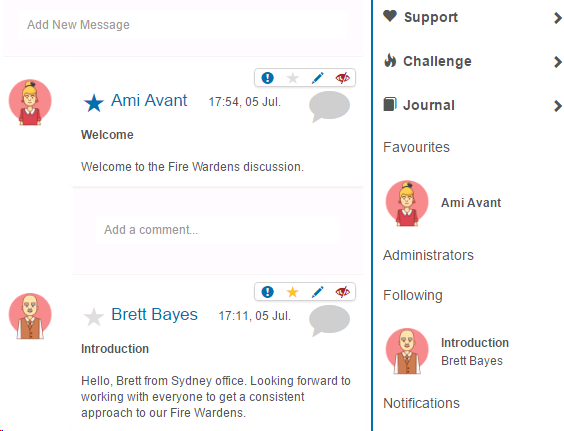 Add New Message
Ami Avant
17:54, 05 Jul.
Welcome
Welcome to the Fire Wardens discussion.
Add a comment...
Brett Bayes
17:11, 05 Jul.
Introduction
Hello, Brett from Sydney office. Looking forward to
working with everyone to get a consistent
approach to our Fire Wardens.
Support
Challenge
Journal
Favourites
Ami Avant
Administrators
Following
Introduction
Brett Bayes
Notifications